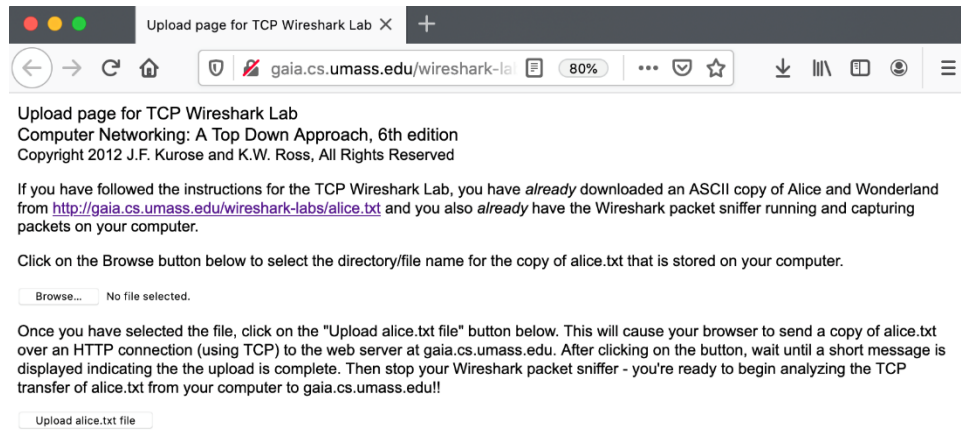 Upload page for TCP Wireshark Lab
gaia.cs.umass.edu/wireshark-la
80%
Upload page for TCP Wireshark Lab
Computer Networking: A Top Down Approach, 6th edition
Copyright 2012 J.F. Kurose and K.W. Ross, All Rights Reserved
If you have followed the instructions for the TCP Wireshark Lab, you have already downloaded an ASCII copy of Alice and Wonderland
from http://gaia.cs.umass.edu/wireshark-labs/alice.txt and you also already have the Wireshark packet sniffer running and capturing
packets on your computer.
Click on the Browse button below to select the directory/file name for the copy of alice.txt that is stored on your computer.
Browse... No file selected.
Once you have selected the file, click on the "Upload alice.txt file" button below. This will cause your browser to send a copy of alice.txt
over an HTTP connection (using TCP) to the web server at gaia.cs.umass.edu. After clicking on the button, wait until a short message is
displayed indicating the the upload is complete. Then stop your Wireshark packet sniffer - you're ready to begin analyzing the TCP
transfer of alice.txt from your computer to gaia.cs.umass.edu!!
Upload alice.txt file